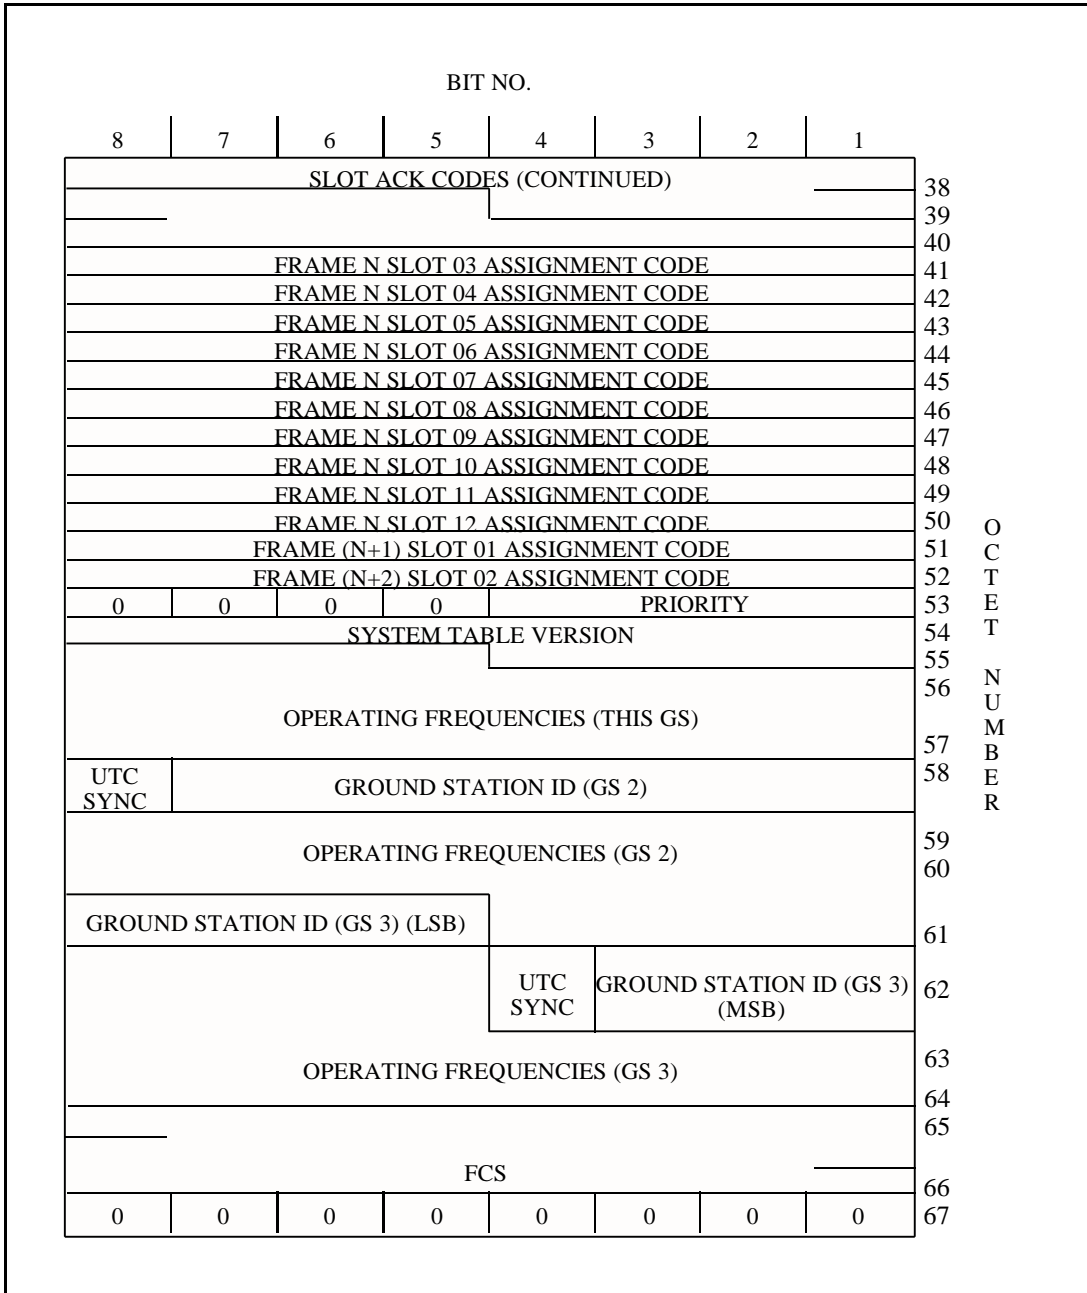 BIT NO.
8 7 6 5 4 3 2 1
SLOT ACK CODES (CONTINUED)
38
39
40
FRAME N SLOT 03 ASSIGNMENT CODE 41
FRAME N SLOT 04 ASSIGNMENT CODE 42
FRAME N SLOT 05 ASSIGNMENT CODE 43
FRAME N SLOT 06 ASSIGNMENT CODE 44
FRAME N SLOT 07 ASSIGNMENT CODE 45
FRAME N SLOT 08 ASSIGNMENT CODE 46
FRAME N SLOT 09 ASSIGNMENT CODE 47
FRAME N SLOT 10 ASSIGNMENT CODE 48
FRAME N SLOT 11 ASSIGNMENT CODE 49
FRAME N SLOT 12 ASSIGNMENT CODE 50
FRAME (N+1) SLOT 01 ASSIGNMENT CODE 51
FRAME (N+2) SLOT 02 ASSIGNMENT CODE 52
0 0 0 0 PRIORITY 53
SYSTEM TABLE VERSION 54
55
56
OPERATING FREQUENCIES (THIS GS)
57
UTC SYNC GROUND STATION ID (GS 2) 58
OPERATING FREQUENCIES (GS 2)
59
60
GROUND STATION ID (GS 3) (LSB) 61
UTC SYNC GROUND STATION ID (GS 3) (MSB) 62
OPERATING FREQUENCIES (GS 3) 63
64
65
FCS
66
0 0 0 0 0 0 0 0 67
OCTET NUMBER